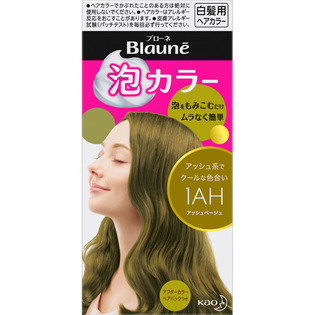 ●ヘアカラーでかぶれたことのある方は絶対に
使用しないでください。●ヘアカラーはアレルギー
反応をおこすことがあります。●皮膚アレルギー
試験(パッチテスト)を毎回必ず行ってください。
白髪用
ヘアカラー
ブローネ
Blauné
泡カラー
泡をもみこむだけ
ムラなく簡単
アッシュ系で
クールな色合い
1AH
アッシュベージュ
アフターカラー
ヘアパックつき
Kao